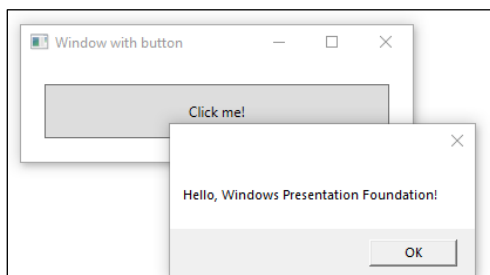 Window with button
Click me!
Hello, Windows Presentation Foundation!
OK